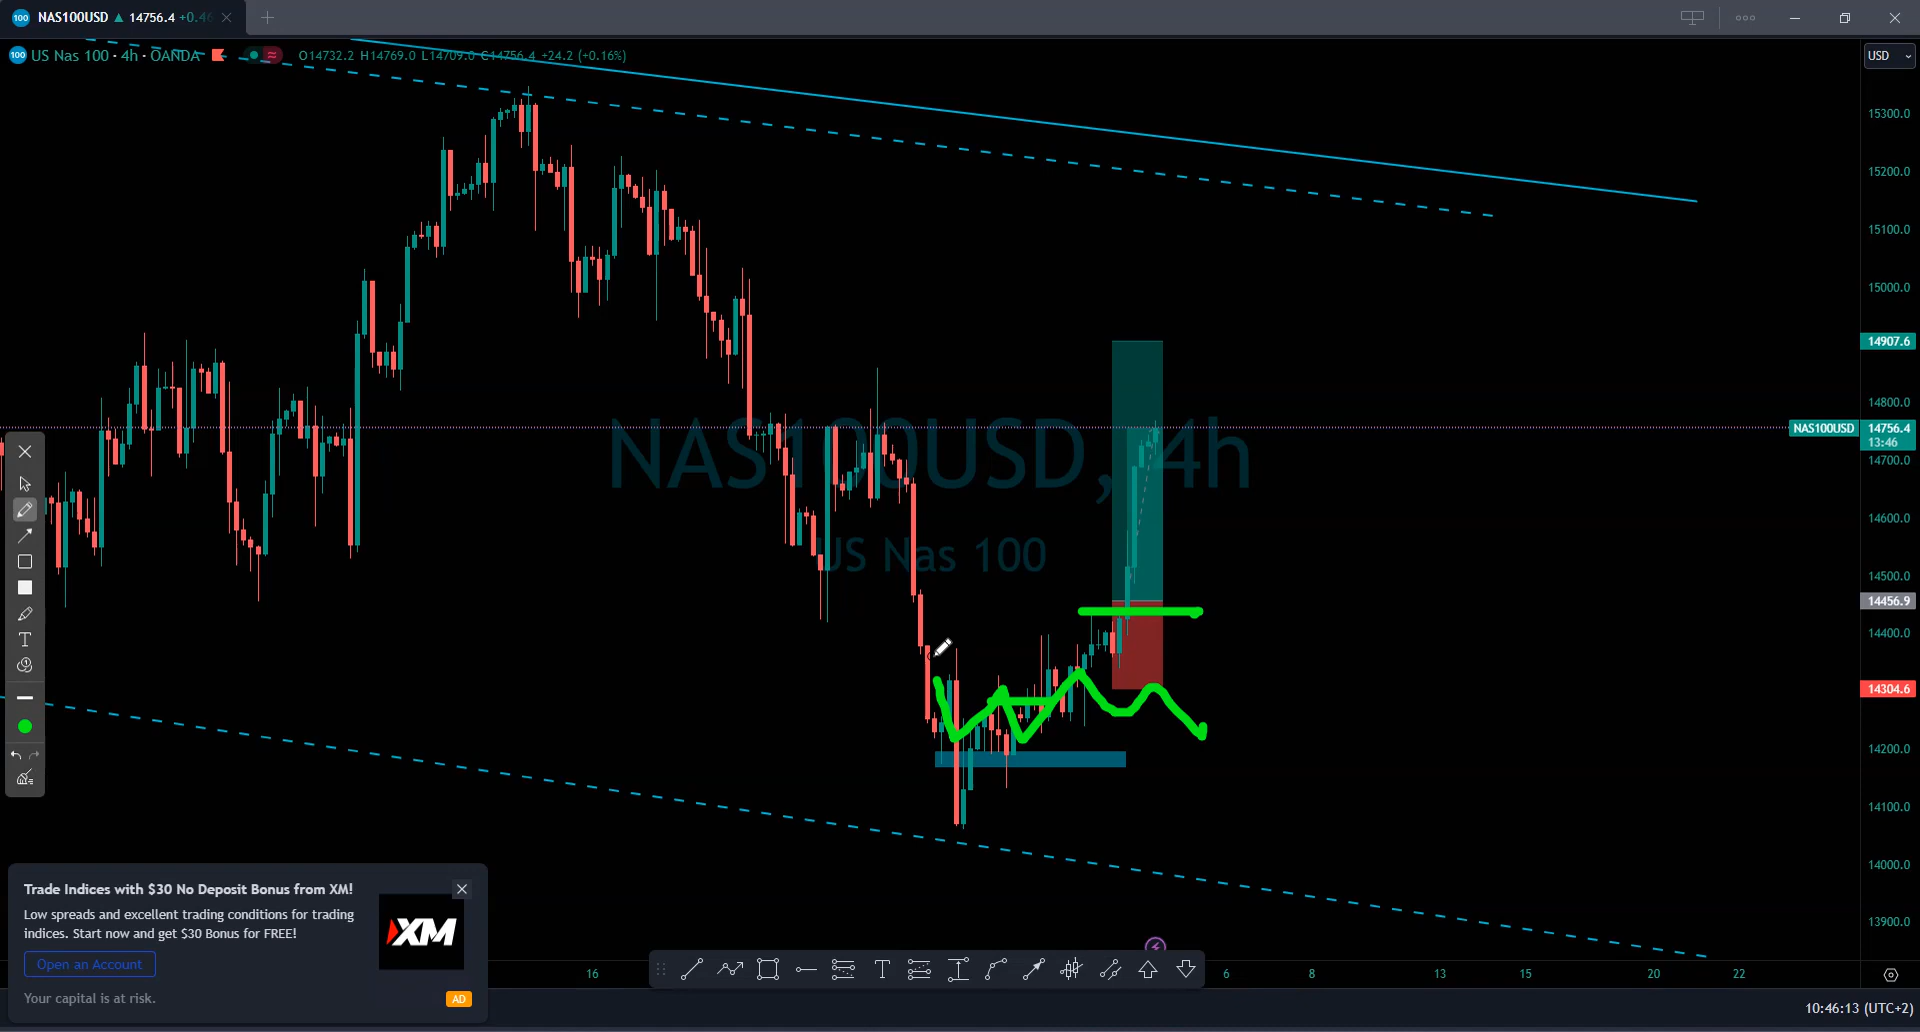 NAS100USD ▲ 14756.4 +0.46
100 US Nas 100 · 4h · OANDA O14732.2 H14769.0 L14709.0 C14756.4 +24.2 (+0.16%)
USD
15300.0
15200.0
15100.0
15000.0
14907.6
14800.0
NAS100USD 14756.4
13:46
14700.0
14600.0
14500.0
14456.9
14400.0
14304.6
14200.0
14100.0
14000.0
13900.0
NAS100USD, 4h
US Nas 100
Trade Indices with $30 No Deposit Bonus from XM!
Low spreads and excellent trading conditions for trading
indices. Start now and get $30 Bonus for FREE!
XM
Open an Account
Your capital is at risk.
AD
16 6 8 13 15 20 22
10:46:13 (UTC+2)